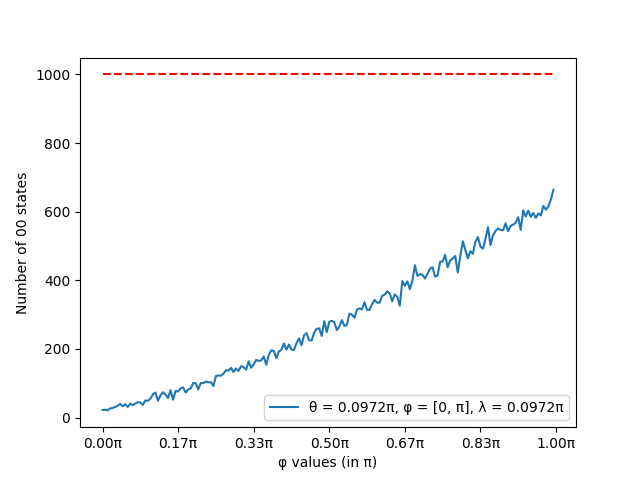 1000
800
600
400
200
0
Number of 00 states
θ = 0.0972π, φ = [0, π], λ = 0.0972π
0.00π 0.17π 0.33π 0.50π 0.67π 0.83π 1.00π
φ values (in π)